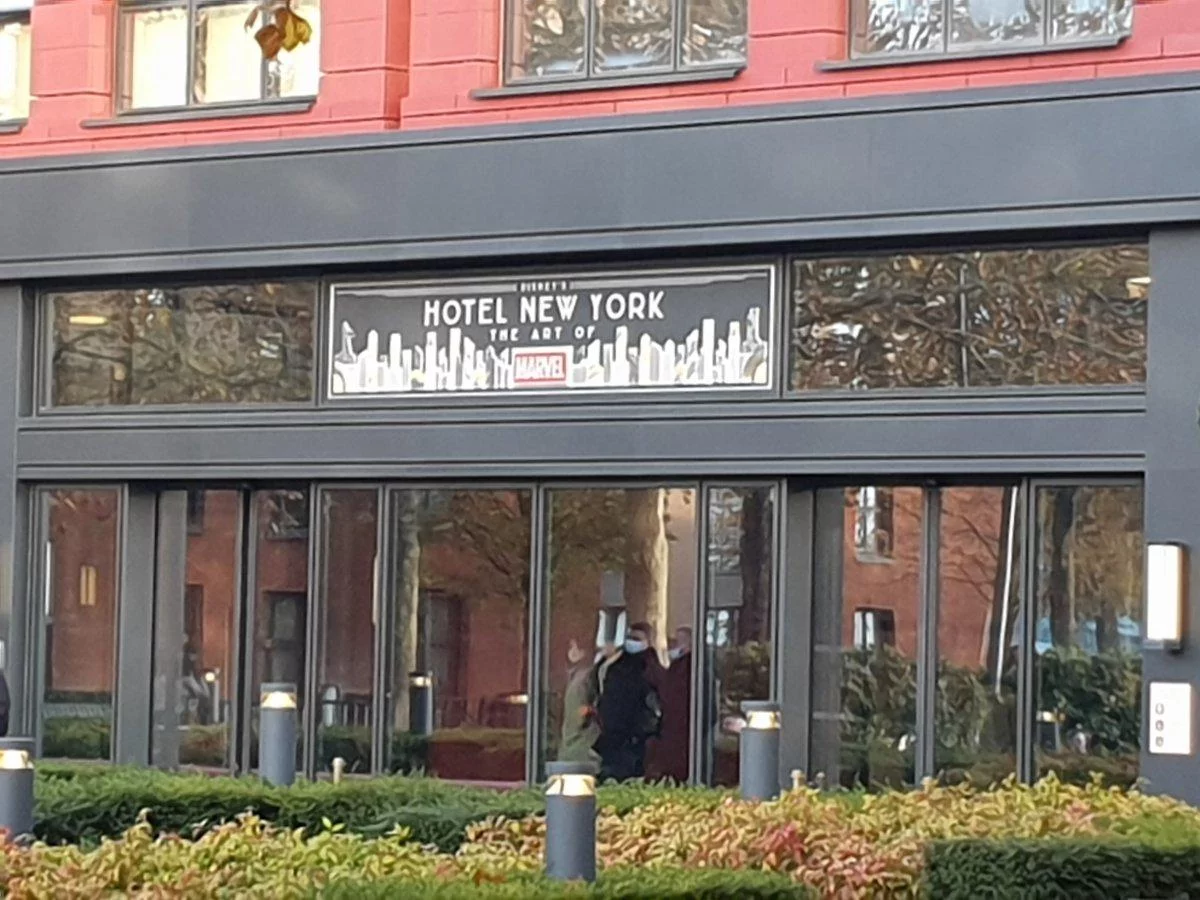 DISNEY'S
HOTEL NEW YORK
THE ART OF
MARVEL